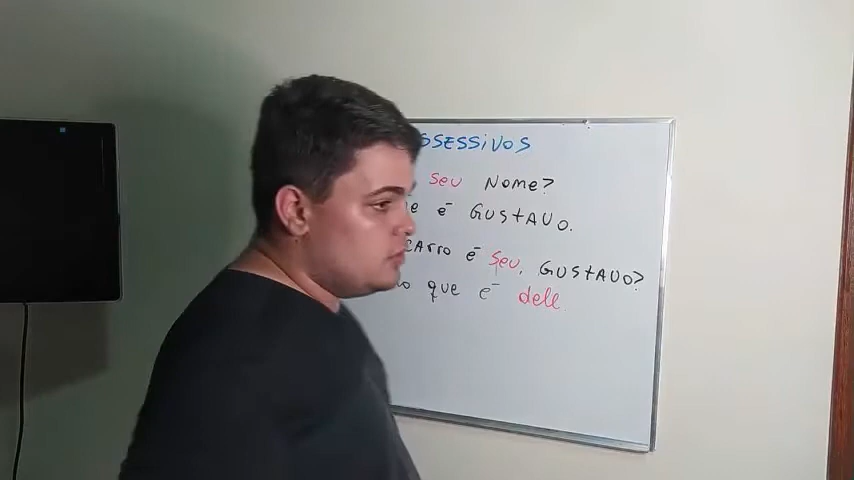 SSESSIVOS
seu Nome?
e é GUSTAVO.
carro é seu, GUSTAVO?
o que é dele